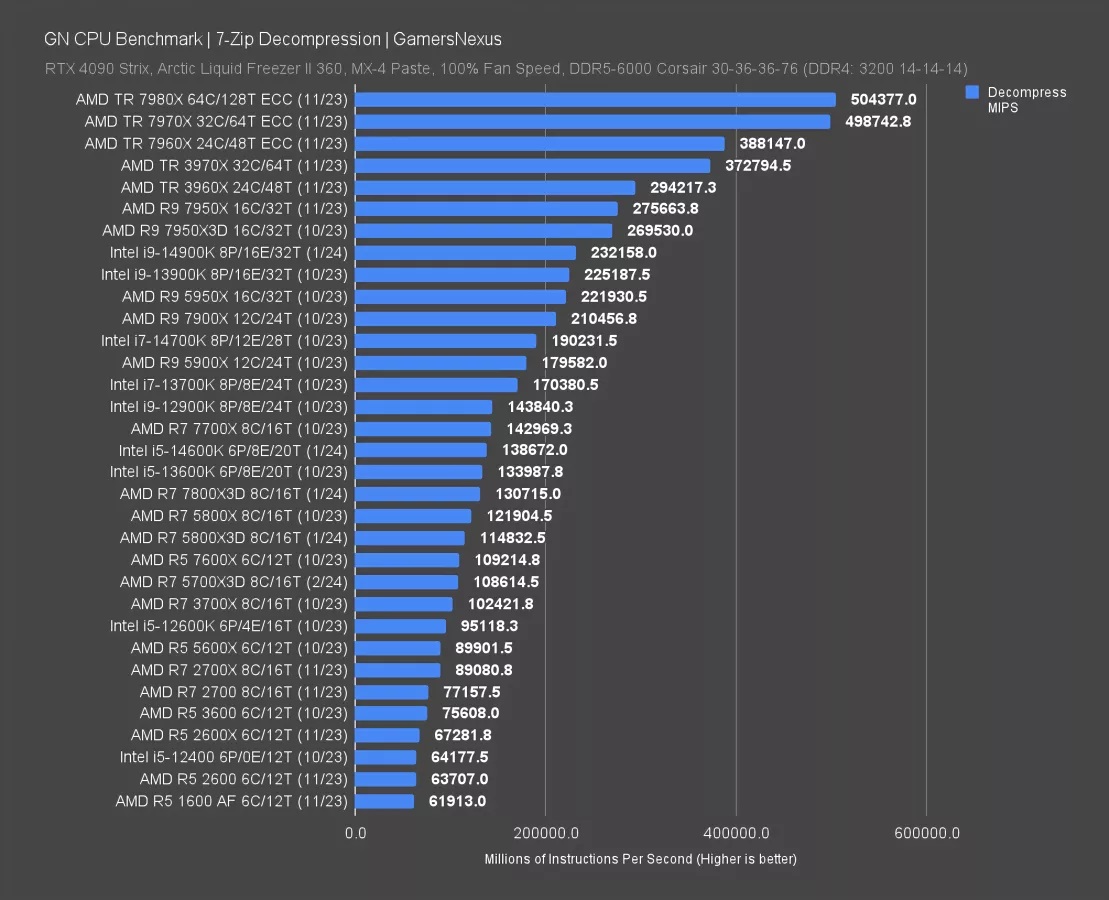 GN CPU Benchmark | 7-Zip Decompression | GamersNexus
RTX 4090 Strix, Arctic Liquid Freezer II 360, MX-4 Paste, 100% Fan Speed, DDR5-6000 Corsair 30-36-36-76 (DDR4: 3200 14-14-14)
Decompress
MIPS
AMD TR 7980X 64C/128T ECC (11/23) 504377.0
AMD TR 7970X 32C/64T ECC (11/23) 498742.8
AMD TR 7960X 24C/48T ECC (11/23) 388147.0
AMD TR 3970X 32C/64T (11/23) 372794.5
AMD TR 3960X 24C/48T (11/23) 294217.3
AMD R9 7950X 16C/32T (11/23) 275663.8
AMD R9 7950X3D 16C/32T (10/23) 269530.0
Intel i9-14900K 8P/16E/32T (1/24) 232158.0
Intel i9-13900K 8P/16E/32T (10/23) 225187.5
AMD R9 5950X 16C/32T (10/23) 221930.5
AMD R9 7900X 12C/24T (10/23) 210456.8
Intel i7-14700K 8P/12E/28T (10/23) 190231.5
AMD R9 5900X 12C/24T (10/23) 179582.0
Intel i7-13700K 8P/8E/24T (10/23) 170380.5
Intel i9-12900K 8P/8E/24T (10/23) 143840.3
AMD R7 7700X 8C/16T (10/23) 142969.3
Intel i5-14600K 6P/8E/20T (1/24) 138672.0
Intel i5-13600K 6P/8E/20T (10/23) 133987.8
AMD R7 7800X3D 8C/16T (1/24) 130715.0
AMD R7 5800X 8C/16T (10/23) 121904.5
AMD R7 5800X3D 8C/16T (1/24) 114832.5
AMD R5 7600X 6C/12T (10/23) 109214.8
AMD R7 5700X3D 8C/16T (2/24) 108614.5
AMD R7 3700X 8C/16T (10/23) 102421.8
Intel i5-12600K 6P/4E/16T (10/23) 95118.3
AMD R5 5600X 6C/12T (10/23) 89901.5
AMD R7 2700X 8C/16T (11/23) 89080.8
AMD R7 2700 8C/16T (11/23) 77157.5
AMD R5 3600 6C/12T (10/23) 75608.0
AMD R5 2600X 6C/12T (11/23) 67281.8
Intel i5-12400 6P/0E/12T (10/23) 64177.5
AMD R5 2600 6C/12T (11/23) 63707.0
AMD R5 1600 AF 6C/12T (11/23) 61913.0
0.0 200000.0 400000.0 600000.0
Millions of Instructions Per Second (Higher is better)